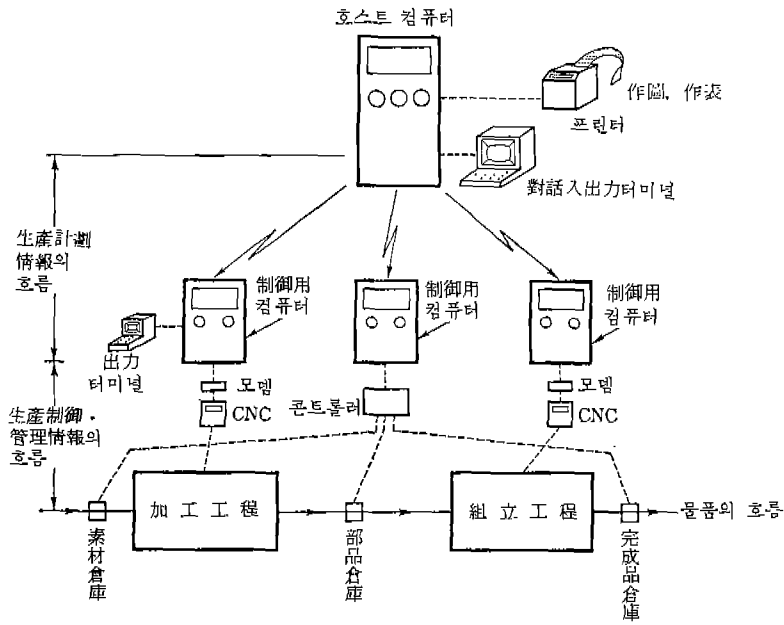 호스트 컴퓨터
作圖, 作表
프린터
對話入出力터미널
生產計劃
情報의
흐름
制御用
컴퓨터
制御用
컴퓨터
制御用
컴퓨터
出力
터미널
모뎀
CNC
콘트롤러
모뎀
CNC
生產制御·
管理情報의
흐름
加工工程
組立工程
물품의 흐름
素材倉庫
部品倉庫
完成品倉庫